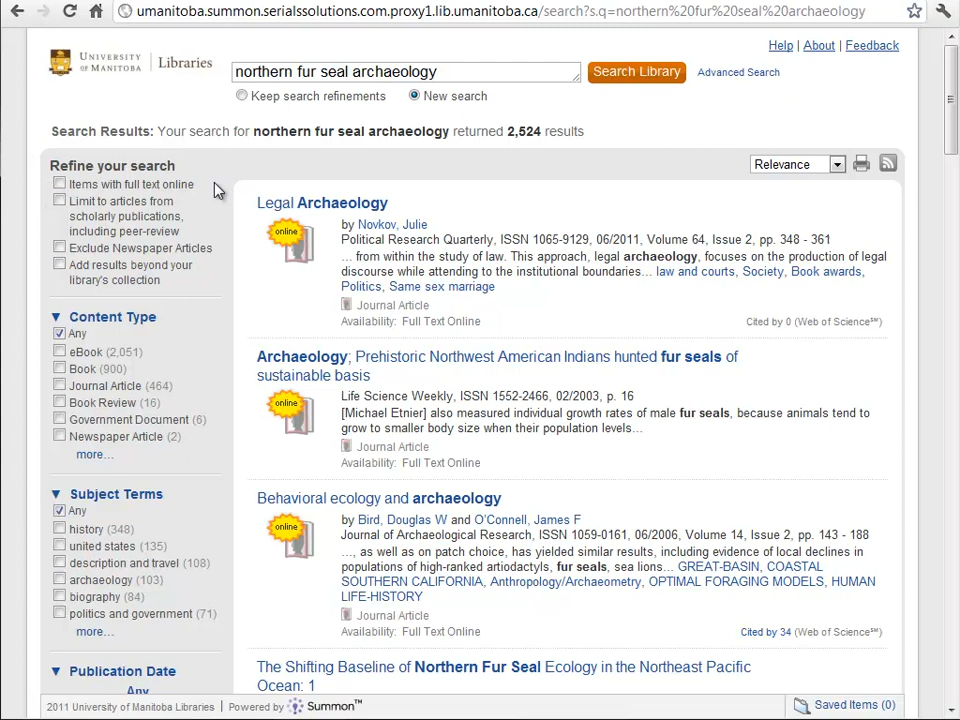 umanitoba.summon.serialssolutions.com.proxy1.lib.umanitoba.ca/search?s.q=northern%20fur%20seal%20archaeology
Help | About | Feedback
UNIVERSITY OF MANITOBA | Libraries
northern fur seal archaeology
Search Library
Advanced Search
Keep search refinements
New search
Search Results: Your search for northern fur seal archaeology returned 2,524 results
Refine your search
Items with full text online
Limit to articles from
scholarly publications,
including peer-review
Exclude Newspaper Articles
Add results beyond your
library's collection
Content Type
Any
eBook (2,051)
Book (900)
Journal Article (464)
Book Review (16)
Government Document (6)
Newspaper Article (2)
more...
Subject Terms
Any
history (348)
united states (135)
description and travel (108)
archaeology (103)
biography (84)
politics and government (71)
more...
Publication Date
Any
Relevance
Legal Archaeology
online
by Novkov, Julie
Political Research Quarterly, ISSN 1065-9129, 06/2011, Volume 64, Issue 2, pp. 348 - 361
... from within the study of law. This approach, legal archaeology, focuses on the production of legal
discourse while attending to the institutional boundaries... law and courts, Society, Book awards,
Politics, Same sex marriage
Journal Article
Availability: Full Text Online
Cited by 0 (Web of Science℠)
Archaeology; Prehistoric Northwest American Indians hunted fur seals of
sustainable basis
online
Life Science Weekly, ISSN 1552-2466, 02/2003, p. 16
[Michael Etnier] also measured individual growth rates of male fur seals, because animals tend to
grow to smaller body size when their population levels...
Journal Article
Availability: Full Text Online
Behavioral ecology and archaeology
online
by Bird, Douglas W and O'Connell, James F
Journal of Archaeological Research, ISSN 1059-0161, 06/2006, Volume 14, Issue 2, pp. 143 - 188
..., as well as on patch choice, has yielded similar results, including evidence of local declines in
populations of high-ranked artiodactyls, fur seals, sea lions... GREAT-BASIN, COASTAL
SOUTHERN CALIFORNIA, Anthropology/Archaeometry, OPTIMAL FORAGING MODELS, HUMAN
LIFE-HISTORY
Journal Article
Availability: Full Text Online
Cited by 34 (Web of Science℠)
The Shifting Baseline of Northern Fur Seal Ecology in the Northeast Pacific
Ocean: 1
2011 University of Manitoba Libraries | Powered by Summon™
Saved Items (0)